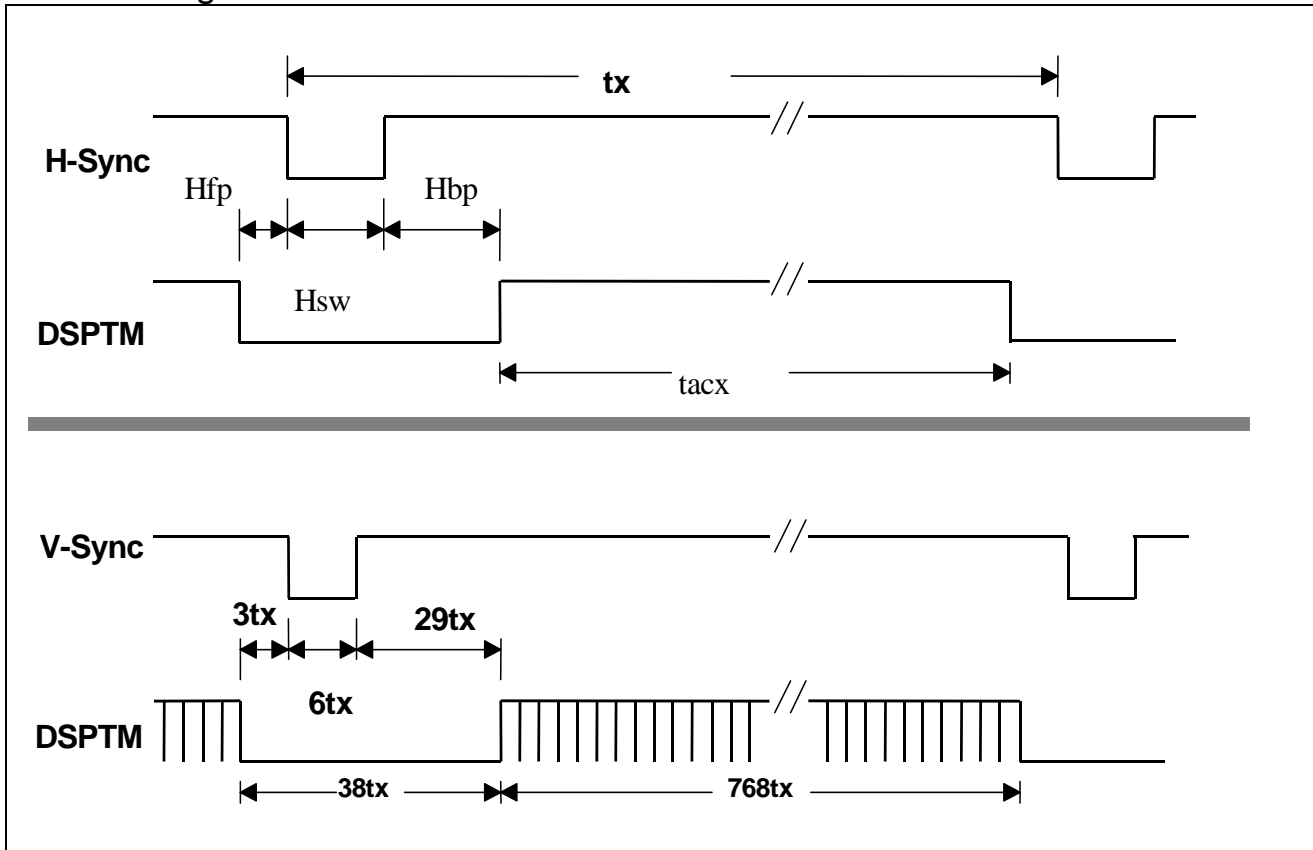 tx
H-Sync
Hfp
Hbp
Hsw
DSPTM
tacx
V-Sync
3tx
29tx
6tx
DSPTM
38tx
768tx